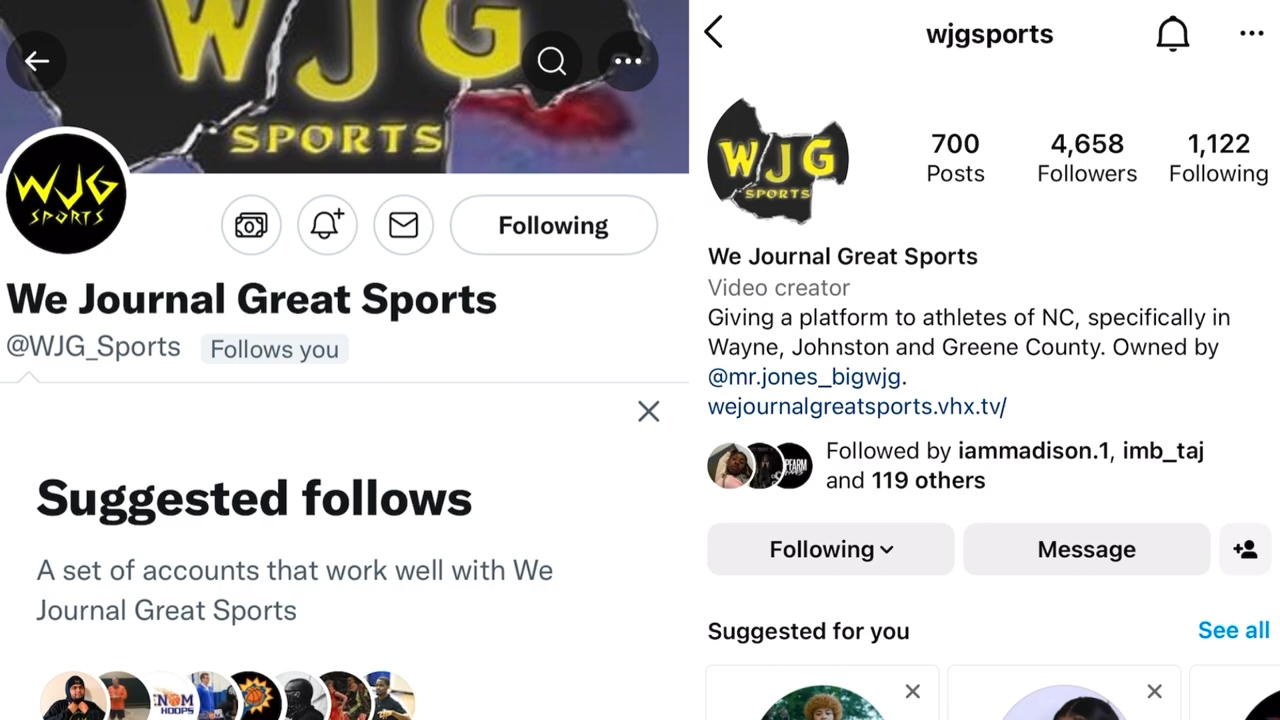 WJG
SPORTS
WJG
SPORTS
Following
We Journal Great Sports
@WJG_Sports Follows you
Suggested follows
A set of accounts that work well with We
Journal Great Sports
HOOPS
wjgsports
WJG
SPORTS
700 4,658 1,122
Posts Followers Following
We Journal Great Sports
Video creator
Giving a platform to athletes of NC, specifically in
Wayne, Johnston and Greene County. Owned by
@mr.jones_bigwjg.
wejournalgreatsports.vhx.tv/
Followed by iammadison.1, imb_taj
and 119 others
Following Message
Suggested for you See all